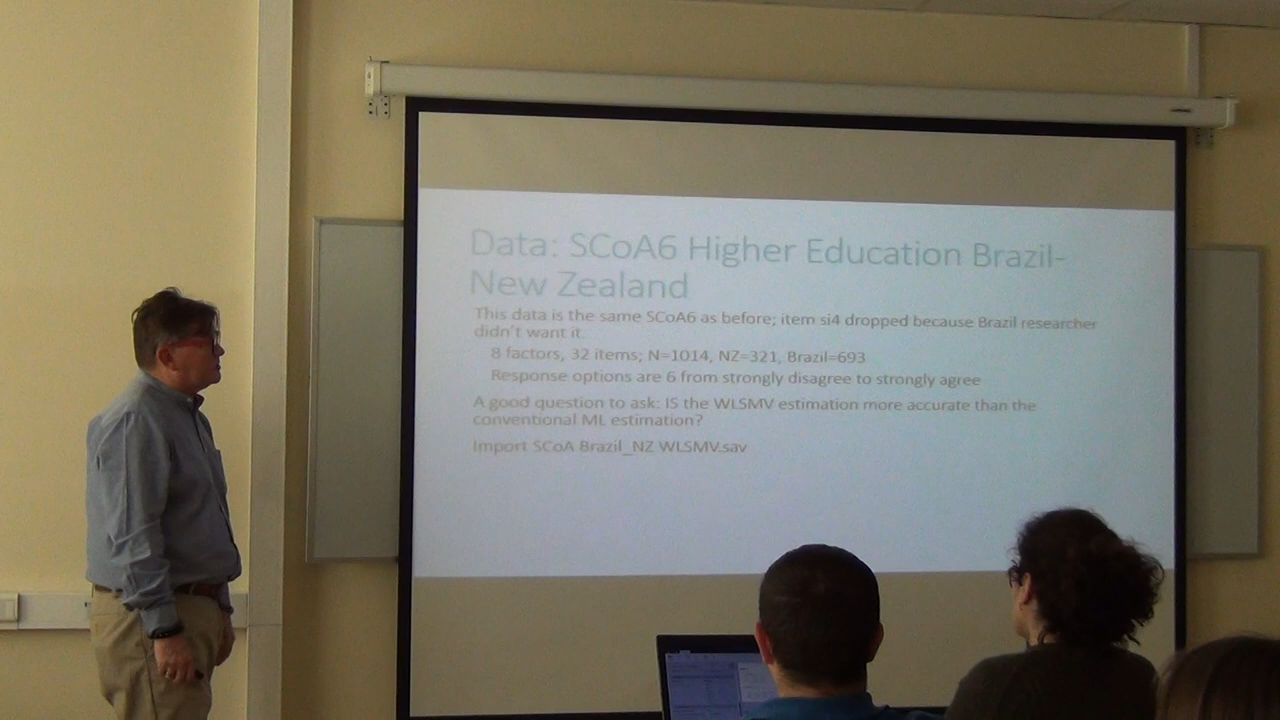 Data: SCoA6 Higher Education Brazil-
New Zealand
This data is the same SCoA6 as before; item si4 dropped because Brazil researcher
didn't want it.
8 factors, 32 items; N=1014, NZ=321, Brazil=693
Response options are 6 from strongly disagree to strongly agree
A good question to ask: IS the WLSMV estimation more accurate than the
conventional ML estimation?
Import SCoA Brazil_NZ WLSMV.sav